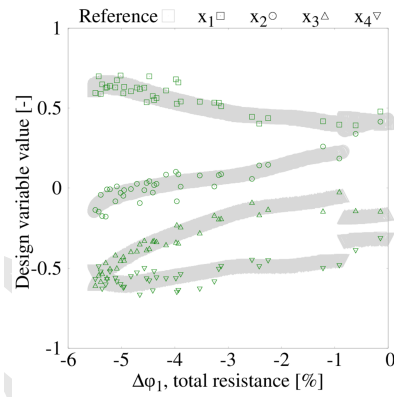 Reference x₁ x₂ x₃ x₄
1
0.5
0
-0.5
-1
Design variable value [-]
-6 -5 -4 -3 -2 -1 0
Δφ₁, total resistance [%]